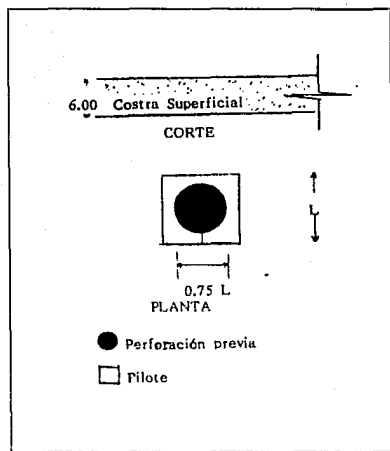 6.00 Costra Superficial
CORTE
L
0.75 L
PLANTA
Perforación previa
Pilote